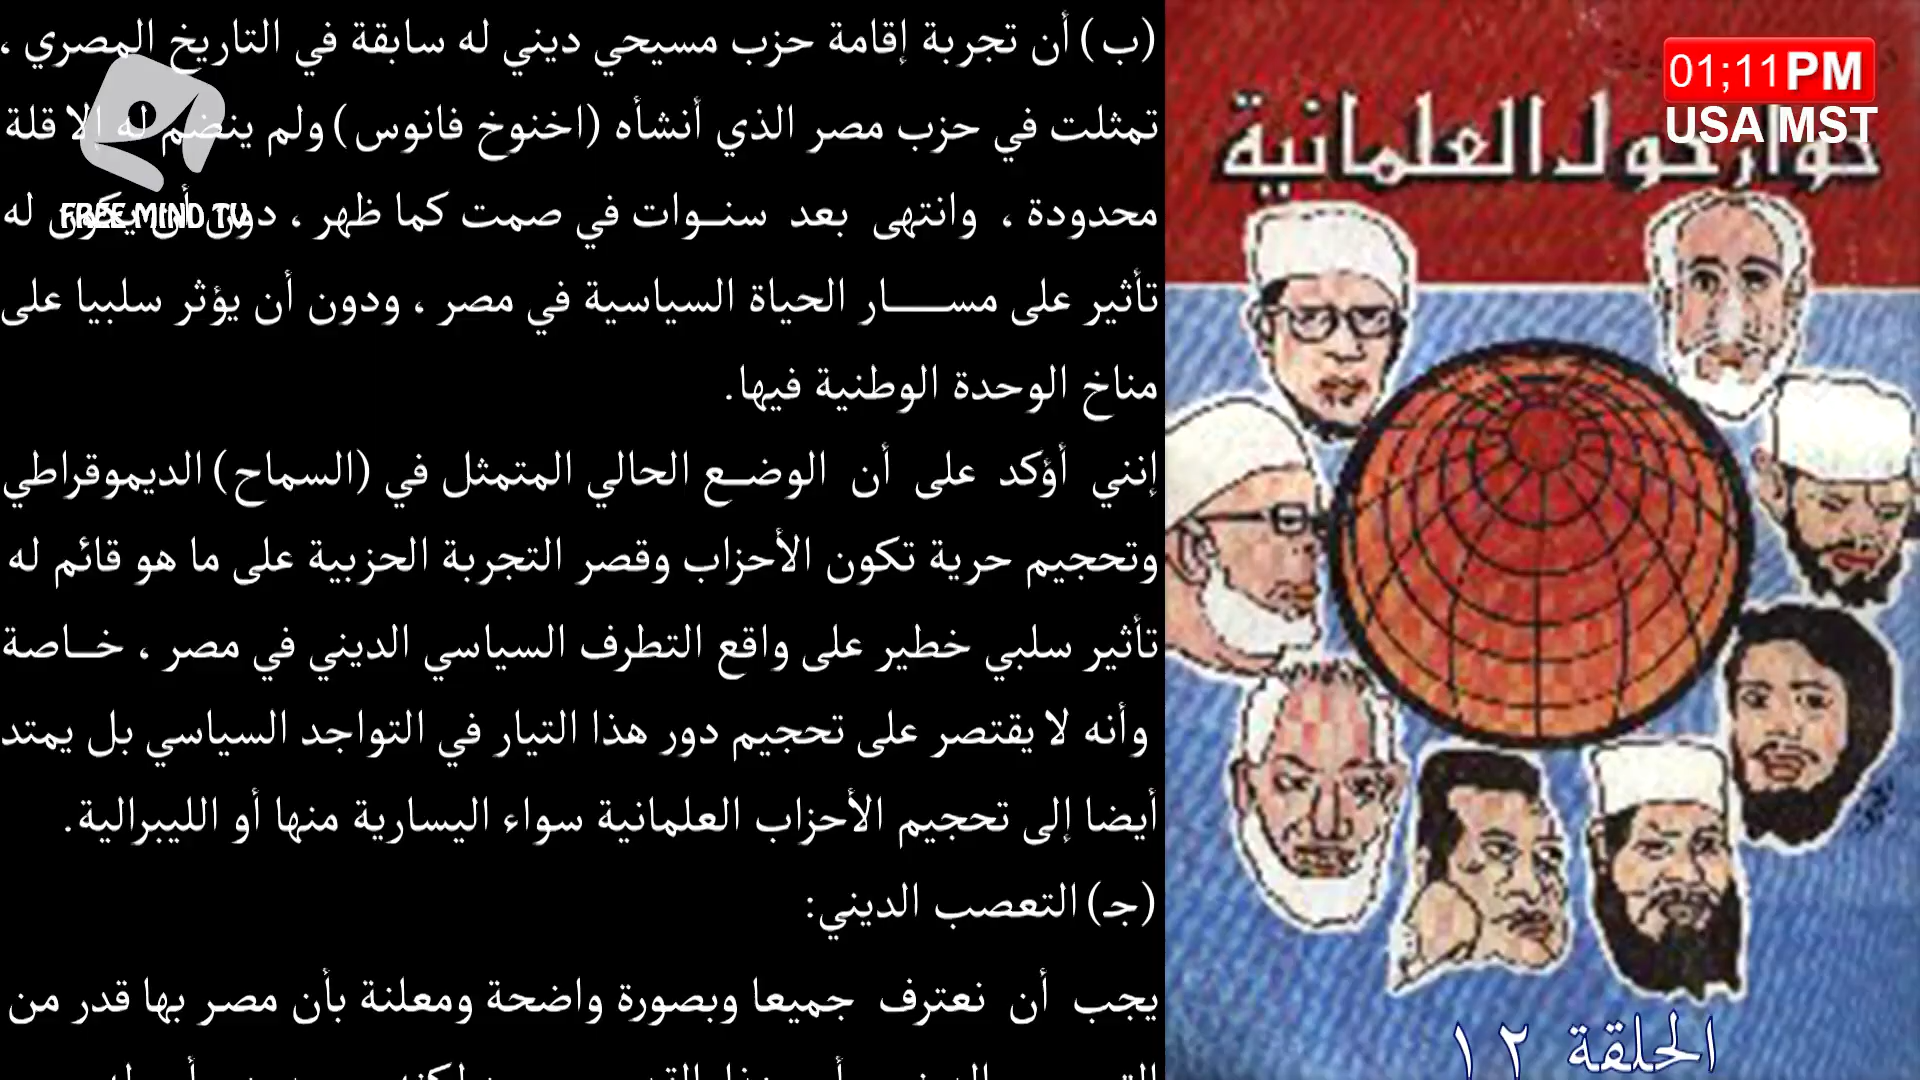 (ب) أن تجربة إقامة حزب مسيحي ديني له سابقة في التاريخ المصري ،
تمثلت في حزب مصر الذي أنشأه (اخنوخ فانوس) ولم ينضم له إلا قلة
محدودة ، وانتهى بعد سنوات في صمت كما ظهر ، دون أن يكون له
تأثير على مسار الحياة السياسية في مصر ، ودون أن يؤثر سلبيا على
مناخ الوحدة الوطنية فيها.
إنني أؤكد على أن الوضع الحالي المتمثل في (السماح) الديموقراطي
وتحجيم حرية تكون الأحزاب وقصر التجربة الحزبية على ما هو قائم له
تأثير سلبي خطير على واقع التطرف السياسي الديني في مصر ، خاصة
وأنه لا يقتصر على تحجيم دور هذا التيار في التواجد السياسي بل يمتد
أيضا إلى تحجيم الأحزاب العلمانية سواء اليسارية منها أو الليبرالية.
(جـ) التعصب الديني:
يجب أن نعترف جميعا وبصورة واضحة ومعلنة بأن مصر بها قدر من
FREE MIND TV
01;11PM
USA MST
حوار حول العلمانية
الحلقة ١٢